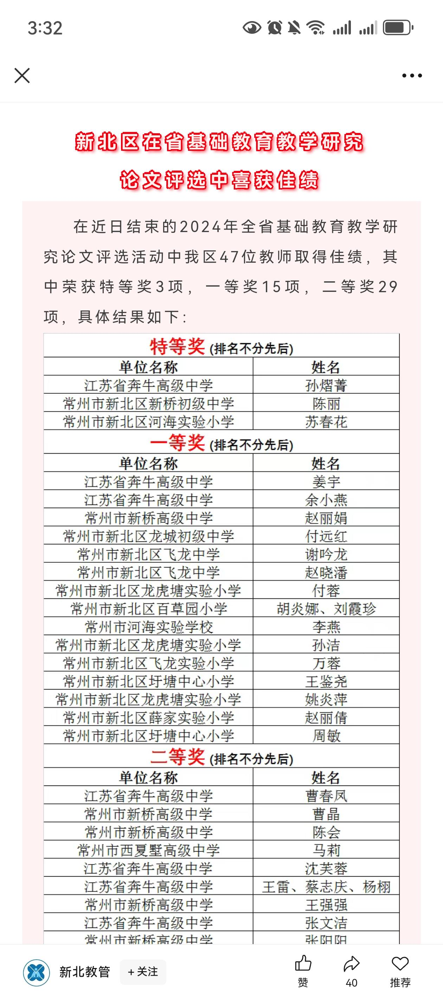 3:32
新北区在省基础教育教学研究
论文评选中喜获佳绩
在近日结束的2024年全省基础教育教学研
究论文评选活动中我区47位教师取得佳绩，其
中荣获特等奖3项，一等奖15项，二等奖29
项，具体结果如下：
特等奖 (排名不分先后)
单位名称 姓名
江苏省奔牛高级中学 孙熠菁
常州市新北区新桥初级中学 陈丽
常州市新北区河海实验小学 苏春花
一等奖 (排名不分先后)
单位名称 姓名
江苏省奔牛高级中学 姜宇
江苏省奔牛高级中学 余小燕
常州市新桥高级中学 赵丽娟
常州市新北区龙城初级中学 付远红
常州市新北区飞龙中学 谢吟龙
常州市新北区飞龙中学 赵晓潘
常州市新北区龙虎塘实验小学 付蓉
常州市新北区百草园小学 胡炎娜、刘霞珍
常州市河海实验学校 李燕
常州市新北区龙虎塘实验小学 孙洁
常州市新北区飞龙实验小学 万蓉
常州市新北区圩塘中心小学 王鉴尧
常州市新北区龙虎塘实验小学 姚炎萍
常州市新北区薛家实验小学 赵丽倩
常州市新北区圩塘中心小学 周敏
二等奖 (排名不分先后)
单位名称 姓名
江苏省奔牛高级中学 曹春凤
常州市新桥高级中学 曹晶
常州市新桥高级中学 陈会
常州市西夏墅高级中学 马莉
江苏省奔牛高级中学 沈芙蓉
江苏省奔牛高级中学 王雷、蔡志庆、杨栩
常州市新桥高级中学 王强强
江苏省奔牛高级中学 张文洁
常州市新桥高级中学 张阳阳
新北教管 +关注 赞 40 推荐